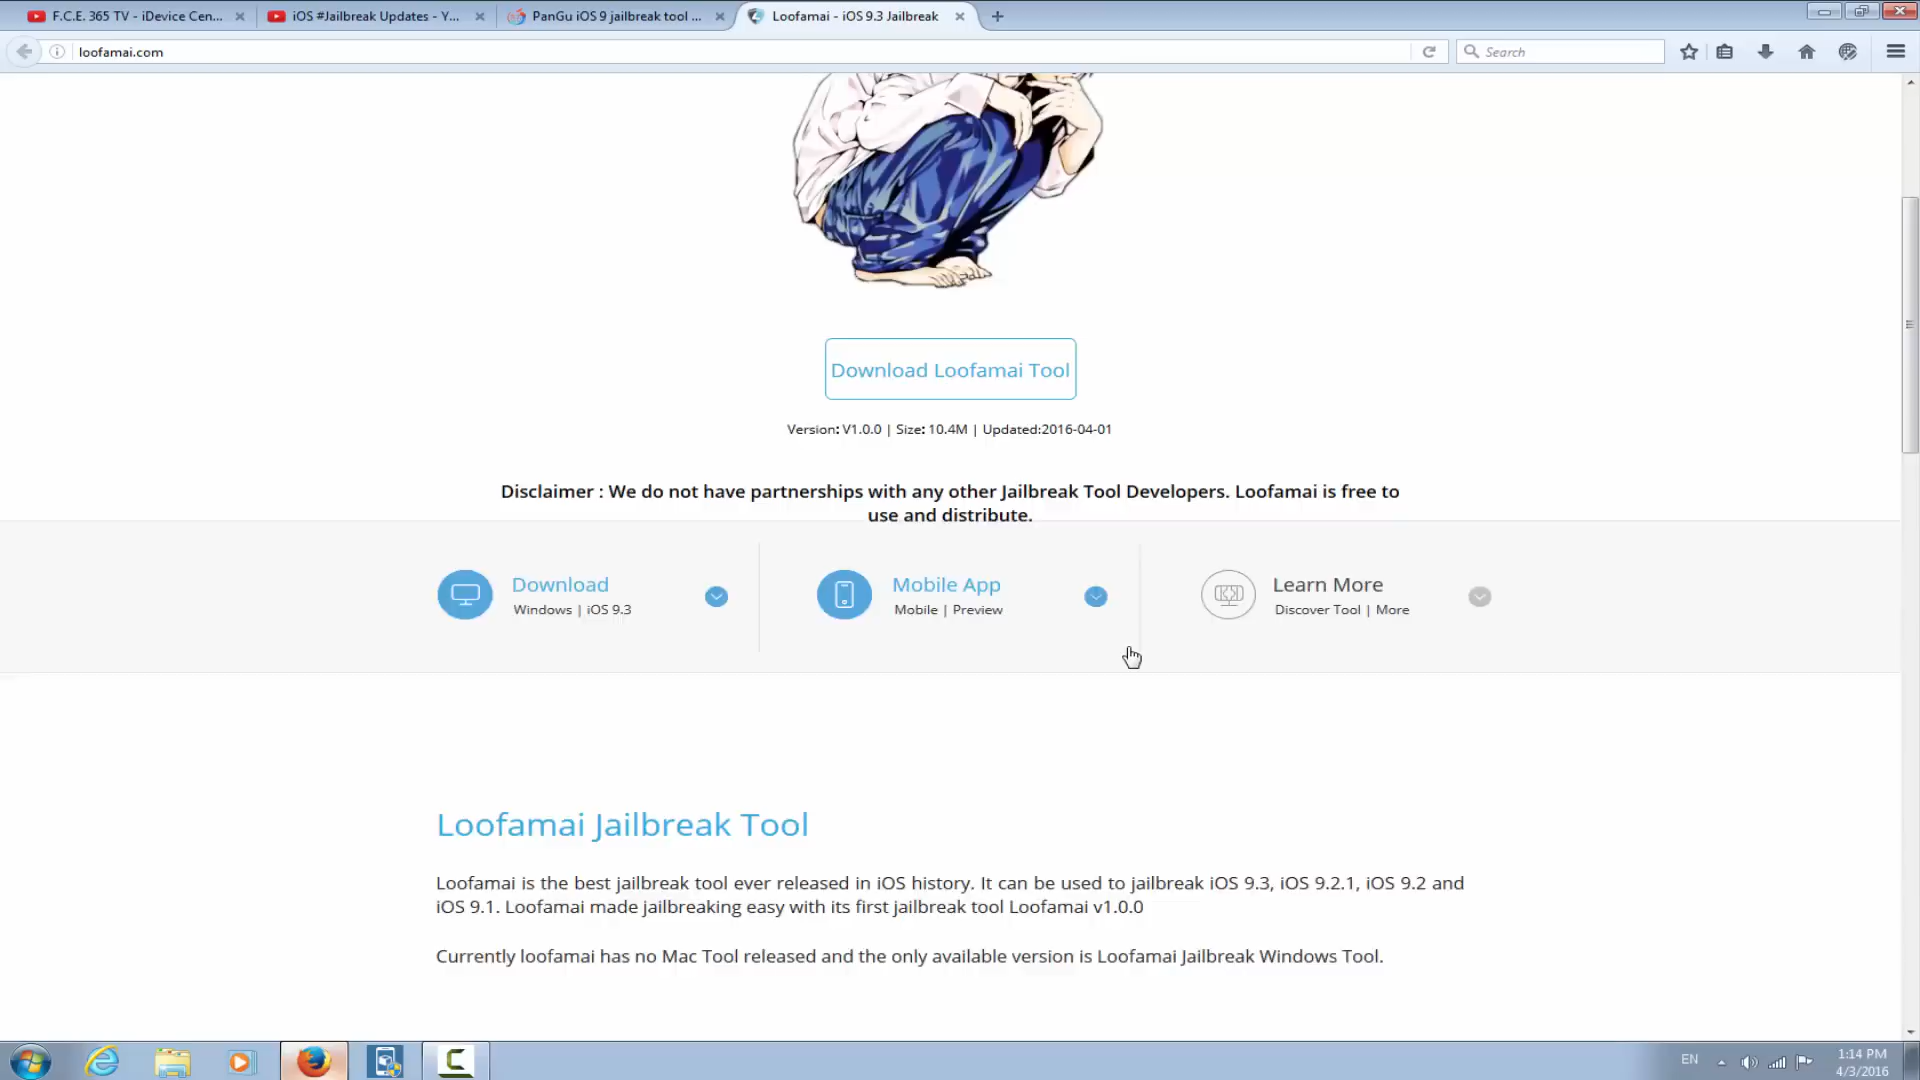 F.C.E. 365 TV - iDevice Cen...
iOS #Jailbreak Updates - Y...
PanGu iOS 9 jailbreak tool ...
Loofamai - iOS 9.3 Jailbreak
loofamai.com
Search
Download Loofamai Tool
Version: V1.0.0 | Size: 10.4M | Updated:2016-04-01
Disclaimer : We do not have partnerships with any other Jailbreak Tool Developers. Loofamai is free to
use and distribute.
Download
Windows | iOS 9.3
Mobile App
Mobile | Preview
Learn More
Discover Tool | More
Loofamai Jailbreak Tool
Loofamai is the best jailbreak tool ever released in iOS history. It can be used to jailbreak iOS 9.3, iOS 9.2.1, iOS 9.2 and
iOS 9.1. Loofamai made jailbreaking easy with its first jailbreak tool Loofamai v1.0.0
Currently loofamai has no Mac Tool released and the only available version is Loofamai Jailbreak Windows Tool.
EN
1:14 PM
4/3/2016